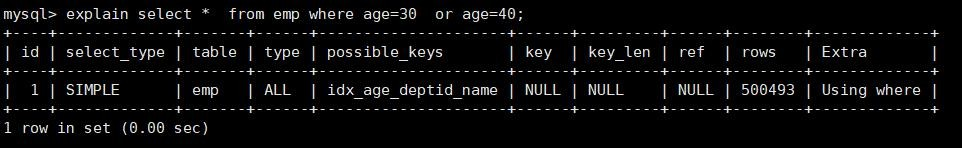 mysql> explain select *  from emp where age=30  or age=40;
+----+-------------+-------+------+----------------------+------+---------+------+--------+-------------+
| id | select_type | table | type | possible_keys        | key  | key_len | ref  | rows   | Extra       |
+----+-------------+-------+------+----------------------+------+---------+------+--------+-------------+
|  1 | SIMPLE      | emp   | ALL  | idx_age_deptid_name | NULL | NULL    | NULL | 500493 | Using where |
+----+-------------+-------+------+----------------------+------+---------+------+--------+-------------+
1 row in set (0.00 sec)